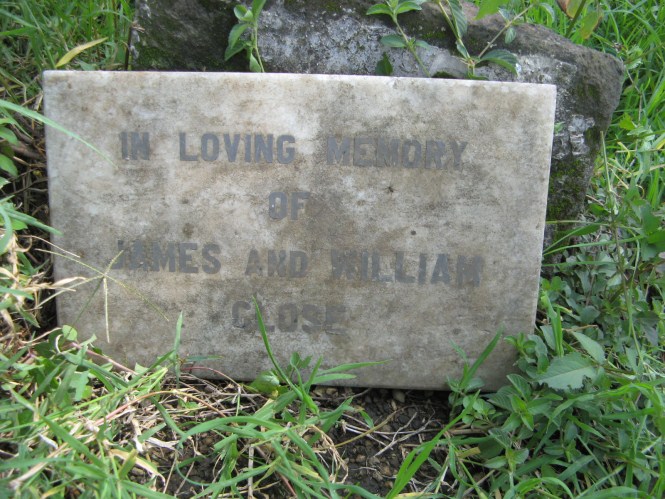 IN LOVING MEMORY
OF
JAMES AND WILLIAM
CLOSE